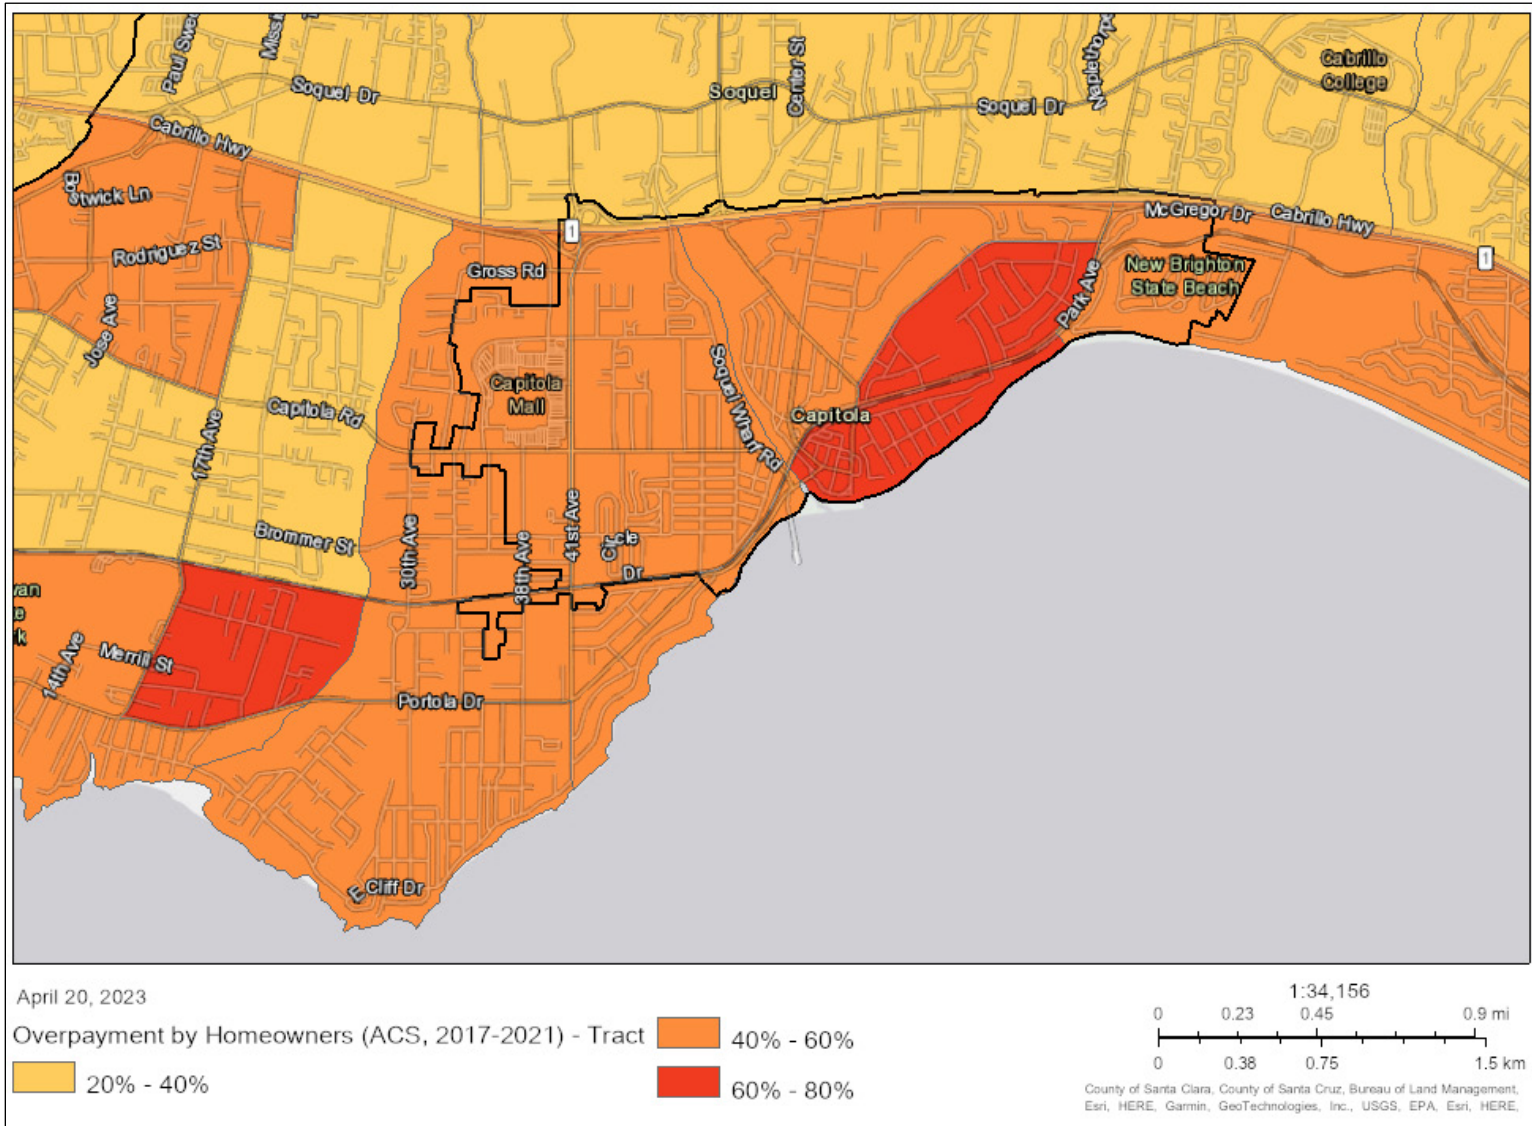 Paul Swe
Missi
Soquel Dr
Soquel
Center St
Soquel Dr
Cabrillo
College
Cabrillo Hwy
Bostwick Ln
Rodriguez St
Jose Ave
Gross Rd
1
McGregor Dr
Cabrillo Hwy
1
New Brighton
State Beach
Park Ave
Capitola
Mall
Soquel Wharf Rd
Capitola
Capitola Rd
17th Ave
Brommer St
30th Ave
38th Ave
41st Ave
Circle
Dr
van
e
k
14th Ave
Merrill St
Portola Dr
E Cliff Dr
April 20, 2023
Overpayment by Homeowners (ACS, 2017-2021) - Tract
20% - 40%
40% - 60%
60% - 80%
1:34,156
0 0.23 0.45 0.9 mi
0 0.38 0.75 1.5 km
County of Santa Clara, County of Santa Cruz, Bureau of Land Management,
Esri, HERE, Garmin, GeoTechnologies, Inc., USGS, EPA, Esri, HERE,